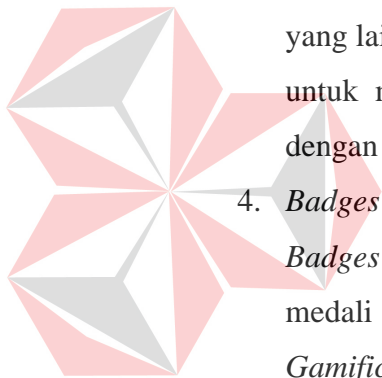 yang lai
untuk
dengan
4. Badges
Badges
medali
Gamific